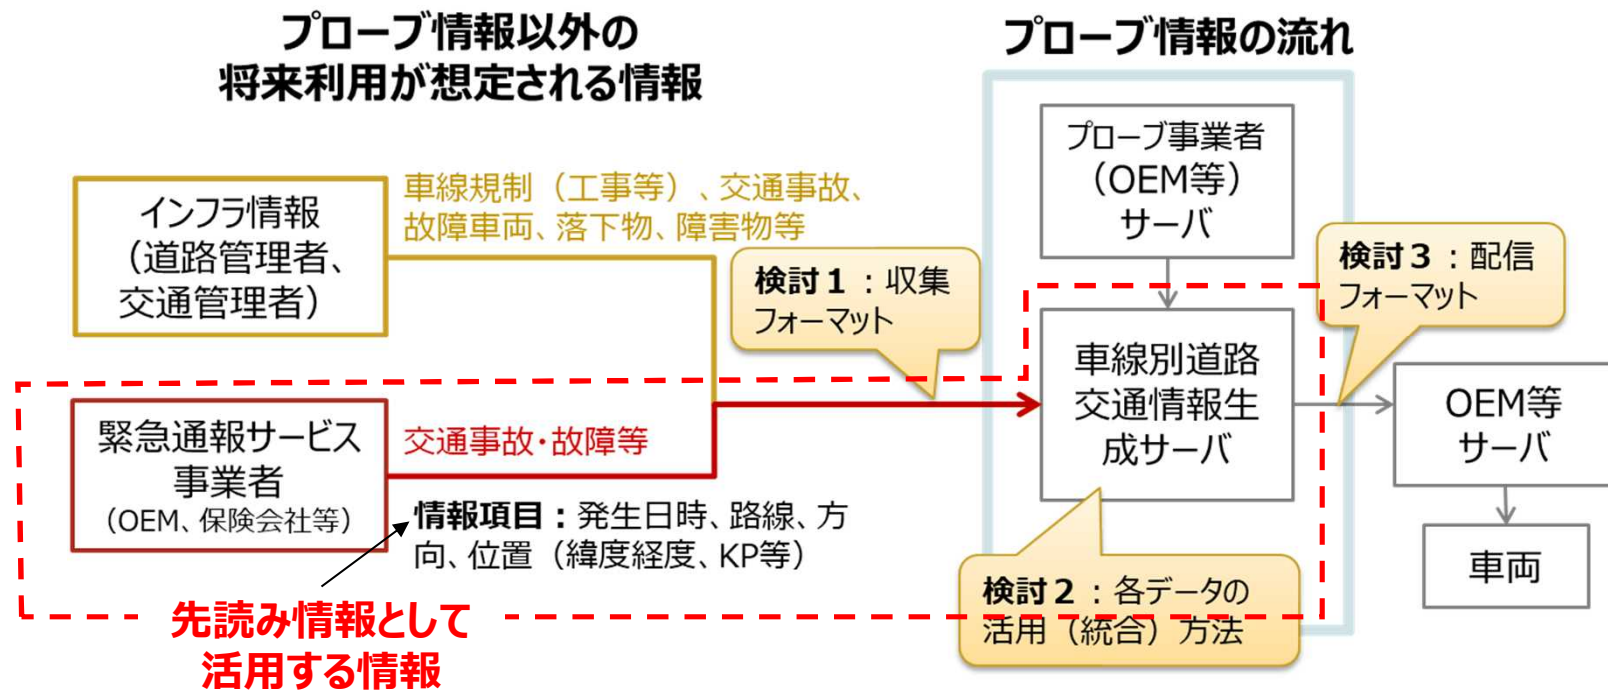 プローブ情報以外の
将来利用が想定される情報
プローブ情報の流れ
インフラ情報
（道路管理者、
交通管理者）
車線規制（工事等）、交通事故、
故障車両、落下物、障害物等
検討１：収集
フォーマット
プローブ事業者
（OEM等）
サーバ
検討３：配信
フォーマット
車線別道路
交通情報生
成サーバ
緊急通報サービス
事業者
（OEM、保険会社等）
交通事故・故障等
情報項目：発生日時、路線、方
向、位置（緯度経度、KP等）
OEM等
サーバ
車両
検討２：各データの
活用（統合）方法
先読み情報として
活用する情報